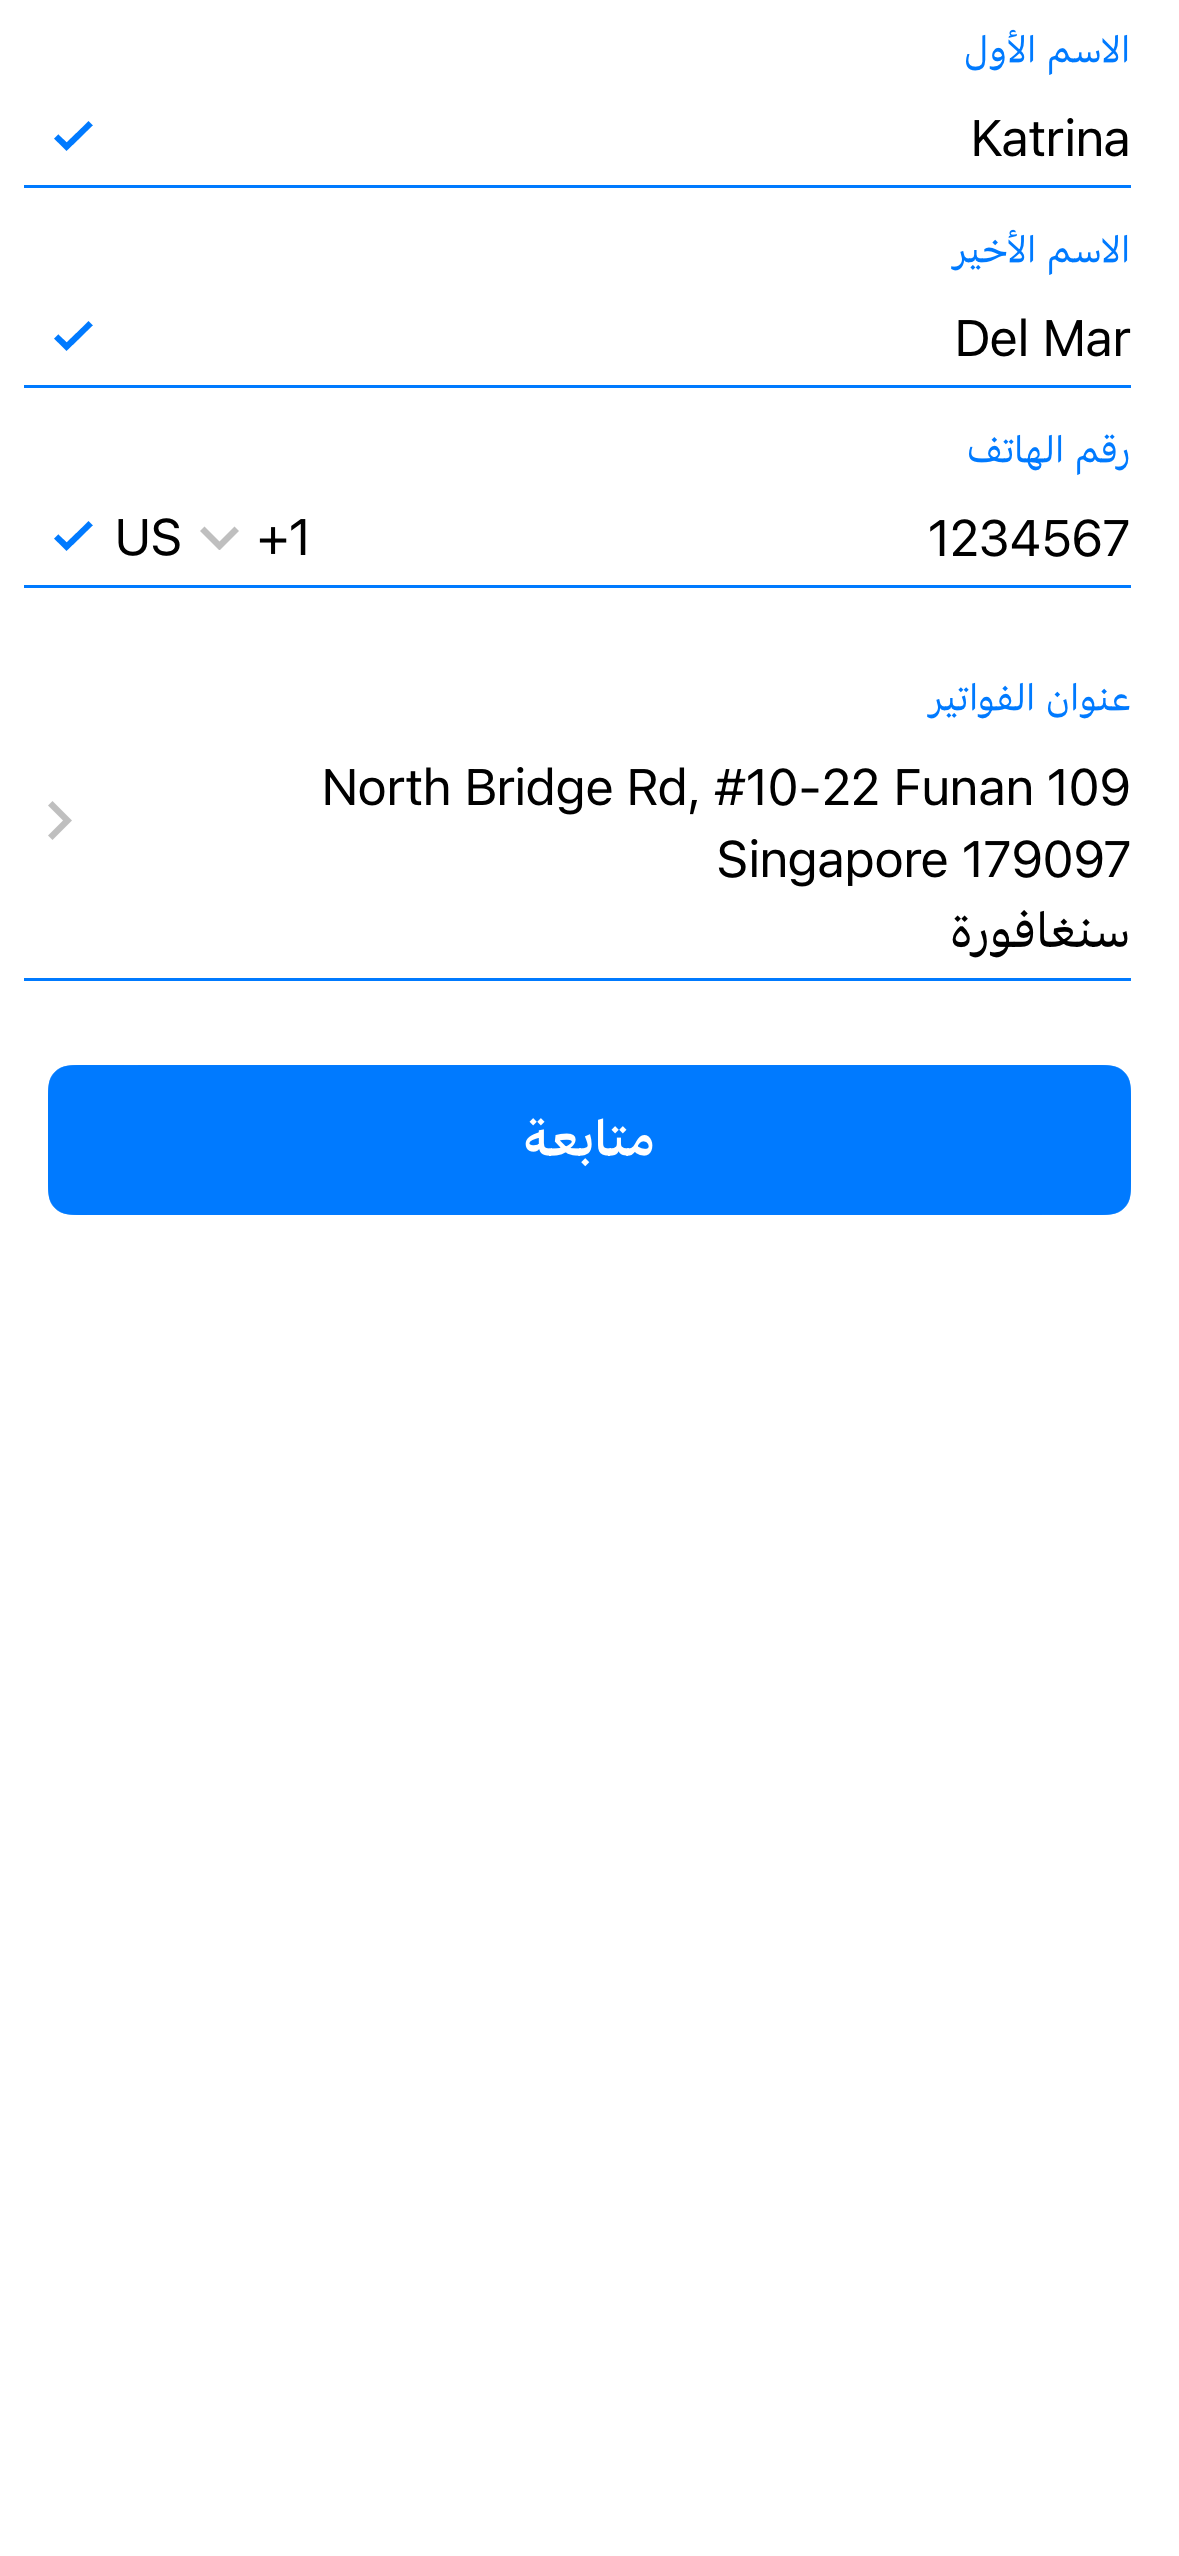 الاسم الأول
Katrina
الاسم الأخير
Del Mar
رقم الهاتف
US +1 1234567
عنوان الفواتير
North Bridge Rd, #10-22 Funan 109
Singapore 179097
سنغافورة
متابعة